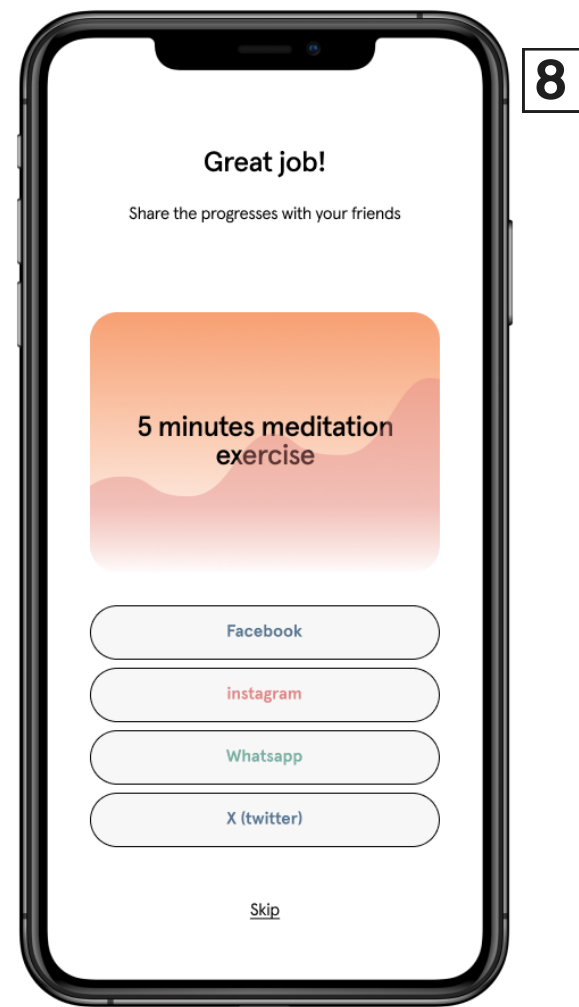 8
Great job!
Share the progresses with your friends
5 minutes meditation
exercise
Facebook
instagram
Whatsapp
X (twitter)
Skip